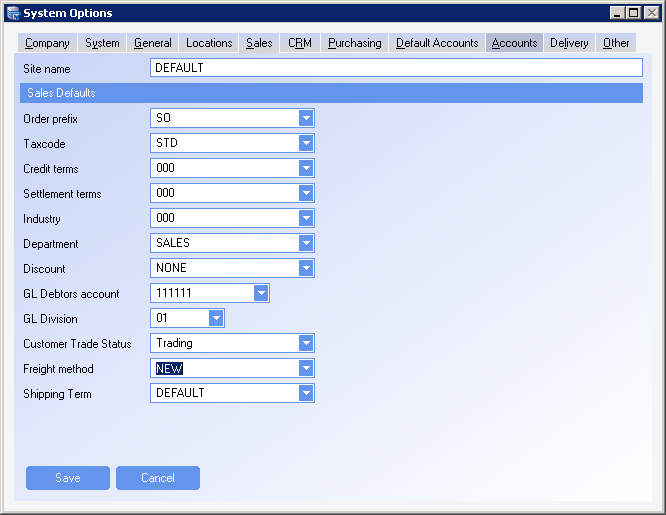 System Options
Company System General Locations Sales CRM Purchasing Default Accounts Accounts Delivery Other
Site name DEFAULT
Sales Defaults
Order prefix SO
Taxcode STD
Credit terms 000
Settlement terms 000
Industry 000
Department SALES
Discount NONE
GL Debtors account 111111
GL Division 01
Customer Trade Status Trading
Freight method NEW
Shipping Term DEFAULT
Save Cancel